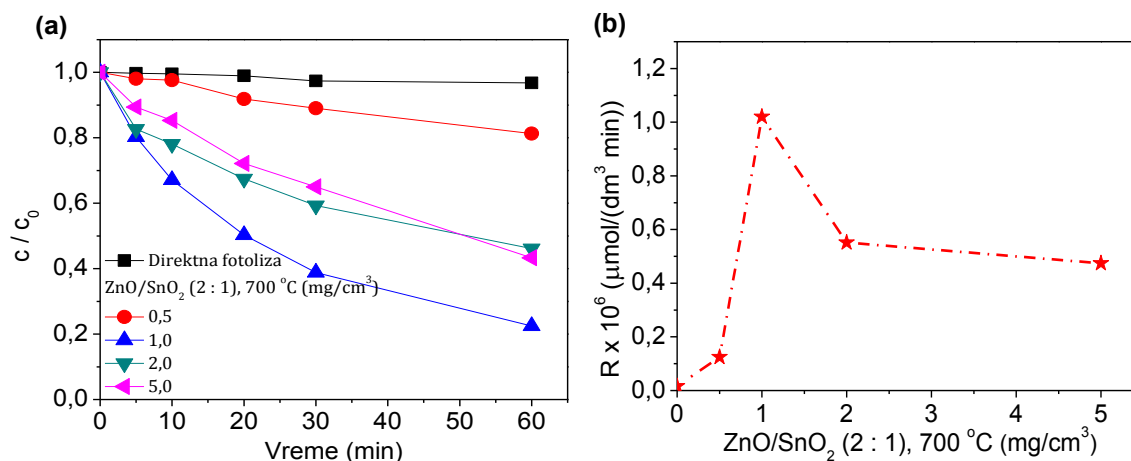 (a)
1,0
0,8
0,6
0,4
0,2
0,0
c / c0
Direktna fotoliza
ZnO/SnO2 (2 : 1), 700 °C (mg/cm3)
0,5
1,0
2,0
5,0
0 10 20 30 40 50 60
Vreme (min)
(b)
1,2
1,0
0,8
0,6
0,4
0,2
0,0
R x 10^6 (μmol/(dm3 min))
0 1 2 3 4 5
ZnO/SnO2 (2 : 1), 700 °C (mg/cm3)